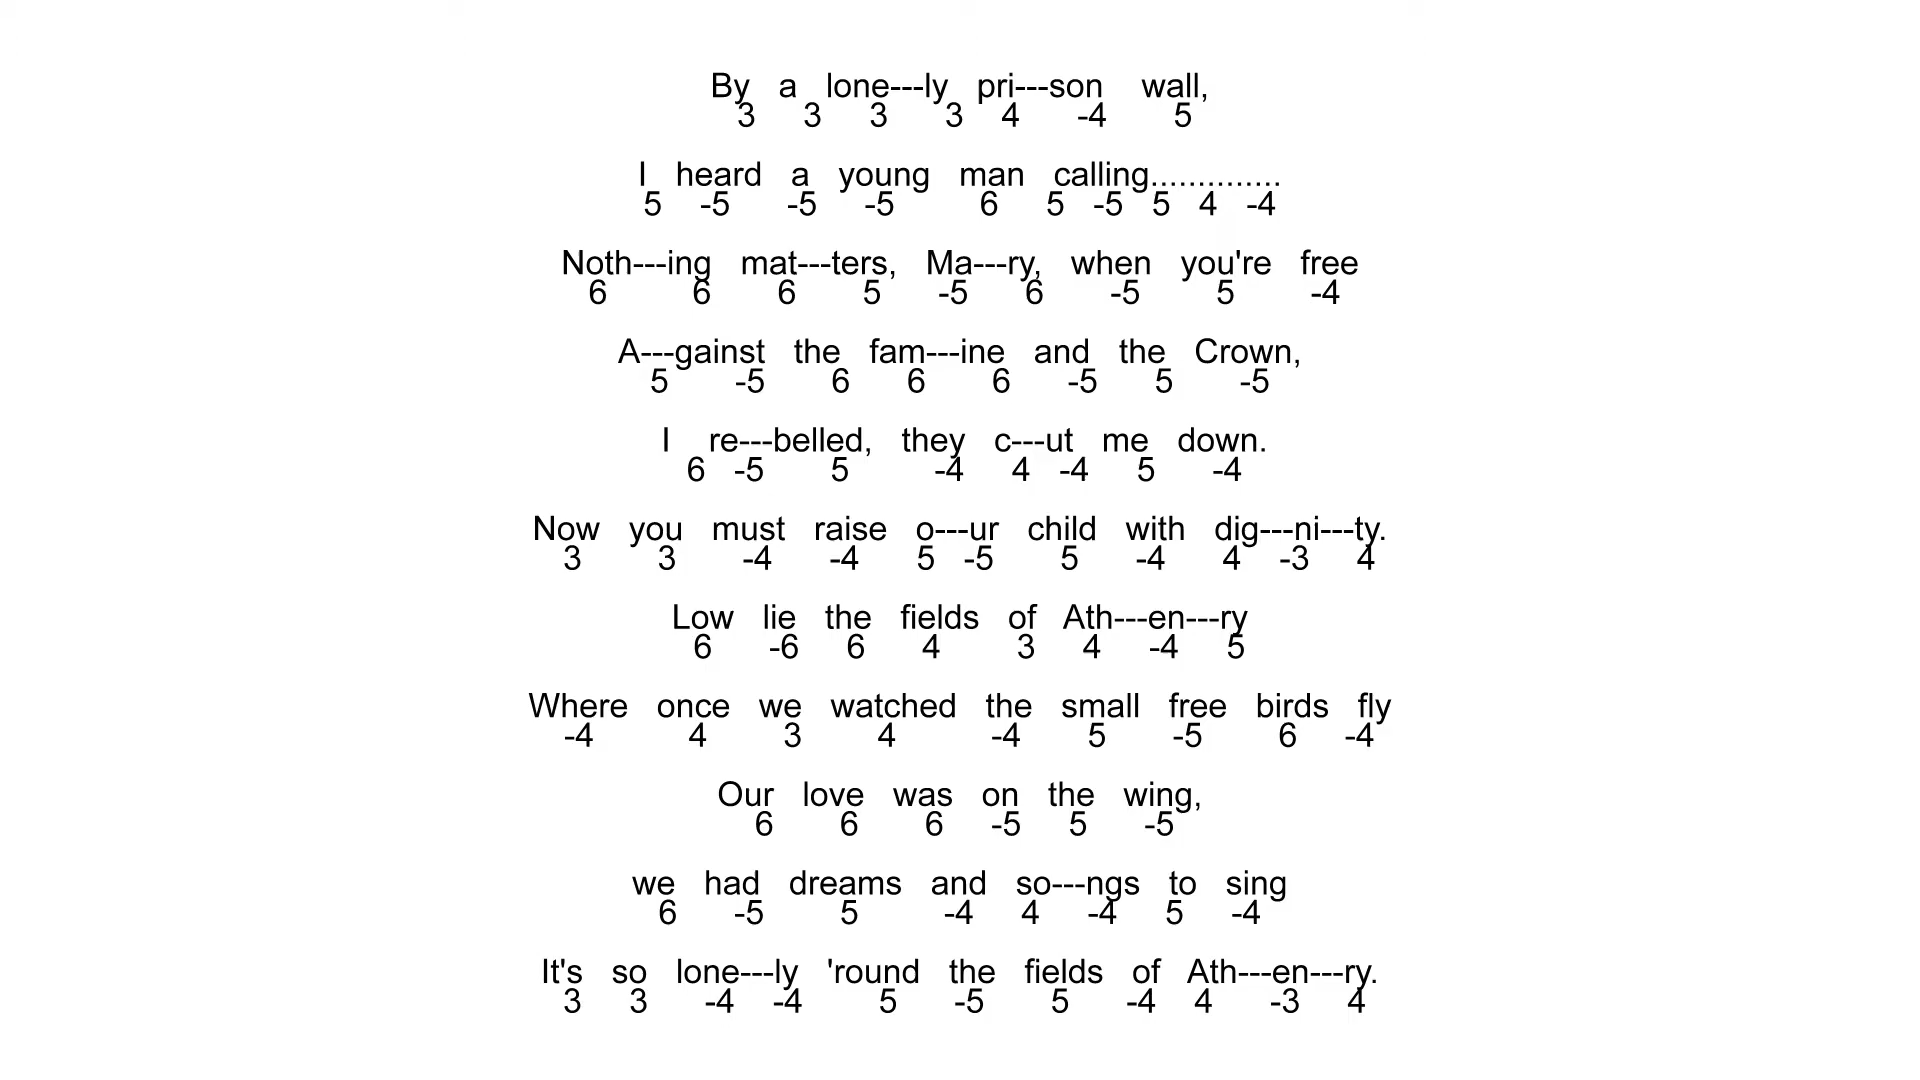 By a lone---ly pri---son wall,
3 3 3 3 4 -4 5
I heard a young man calling..............
5 -5 -5 -5 6 5 -5 5 4 -4
Noth---ing mat---ters, Ma---ry, when you're free
6 6 6 5 -5 6 -5 5 -4
A---gainst the fam---ine and the Crown,
5 -5 6 6 6 -5 5 -5
I re---belled, they c---ut me down.
6 -5 5 -4 4 -4 5 -4
Now you must raise o---ur child with dig---ni---ty.
3 3 -4 -4 5 -5 5 -4 4 -3 4
Low lie the fields of Ath---en---ry
6 -6 6 4 3 4 -4 5
Where once we watched the small free birds fly
-4 4 3 4 -4 5 -5 6 -4
Our love was on the wing,
6 6 6 -5 5 -5
we had dreams and so---ngs to sing
6 -5 5 -4 4 -4 5 -4
It's so lone---ly 'round the fields of Ath---en---ry.
3 3 -4 -4 5 -5 5 -4 4 -3 4